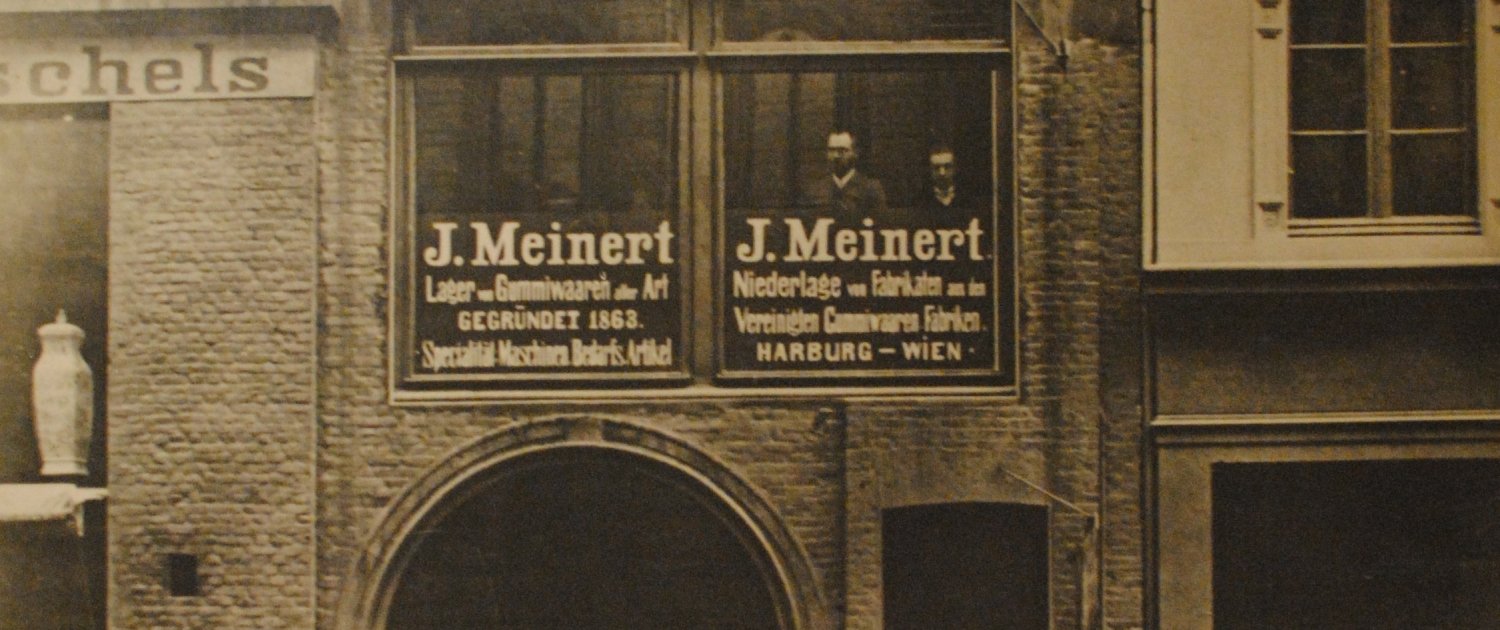 schels
J. Meinert
Lager von Gummiwaaren aller Art
GEGRÜNDET 1863.
Specialität Maschinen Bedarfs Artikel
J. Meinert.
Niederlage von Fabrikaten aus den
Vereinigten Gummiwaaren Fabriken.
HARBURG – WIEN.